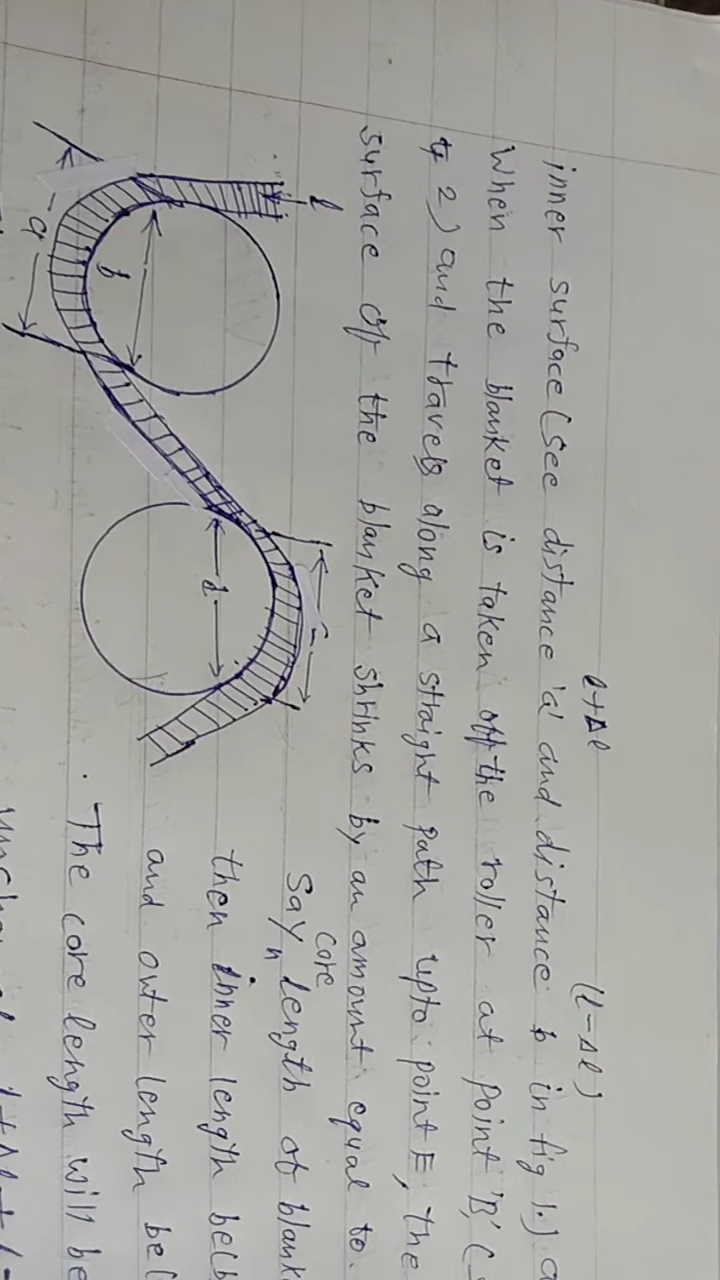 l+Δl
(l-Δl)
inner surface (see distance 'a' and distance b in fig 1.) a
When the blanket is taken off the roller at point 'B', (
& 2) and travels along a straight path upto point E, the
surface of the blanket shrinks by an amount equal to.
core
Say length of blank
then inner length be(b
and outer length be(
. The core length will be
l
a
b
c
d